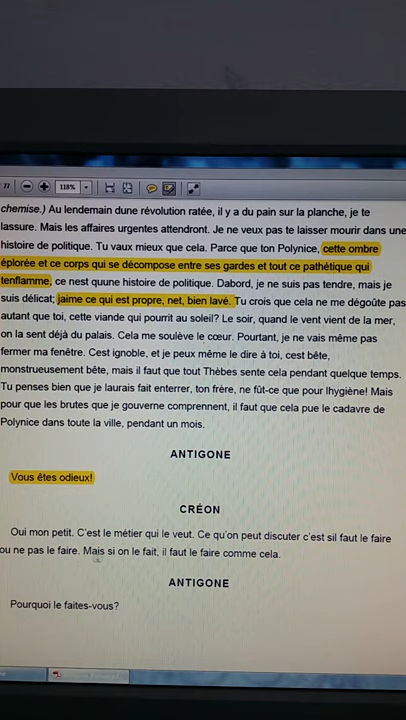 77 118%
chemise.) Au lendemain dune révolution ratée, il y a du pain sur la planche, je te
lassure. Mais les affaires urgentes attendront. Je ne veux pas te laisser mourir dans une
histoire de politique. Tu vaux mieux que cela. Parce que ton Polynice, cette ombre
éplorée et ce corps qui se décompose entre ses gardes et tout ce pathétique qui
tenflamme, ce nest quune histoire de politique. Dabord, je ne suis pas tendre, mais je
suis délicat; jaime ce qui est propre, net, bien lavé. Tu crois que cela ne me dégoûte pas
autant que toi, cette viande qui pourrit au soleil? Le soir, quand le vent vient de la mer,
on la sent déjà du palais. Cela me soulève le cœur. Pourtant, je ne vais même pas
fermer ma fenêtre. Cest ignoble, et je peux même le dire à toi, cest bête,
monstrueusement bête, mais il faut que tout Thèbes sente cela pendant quelque temps.
Tu penses bien que je laurais fait enterrer, ton frère, ne fût-ce que pour lhygiène! Mais
pour que les brutes que je gouverne comprennent, il faut que cela pue le cadavre de
Polynice dans toute la ville, pendant un mois.
ANTIGONE
Vous êtes odieux!
CRÉON
Oui mon petit. C'est le métier qui le veut. Ce qu'on peut discuter c'est sil faut le faire
ou ne pas le faire. Mais si on le fait, il faut le faire comme cela.
ANTIGONE
Pourquoi le faites-vous?